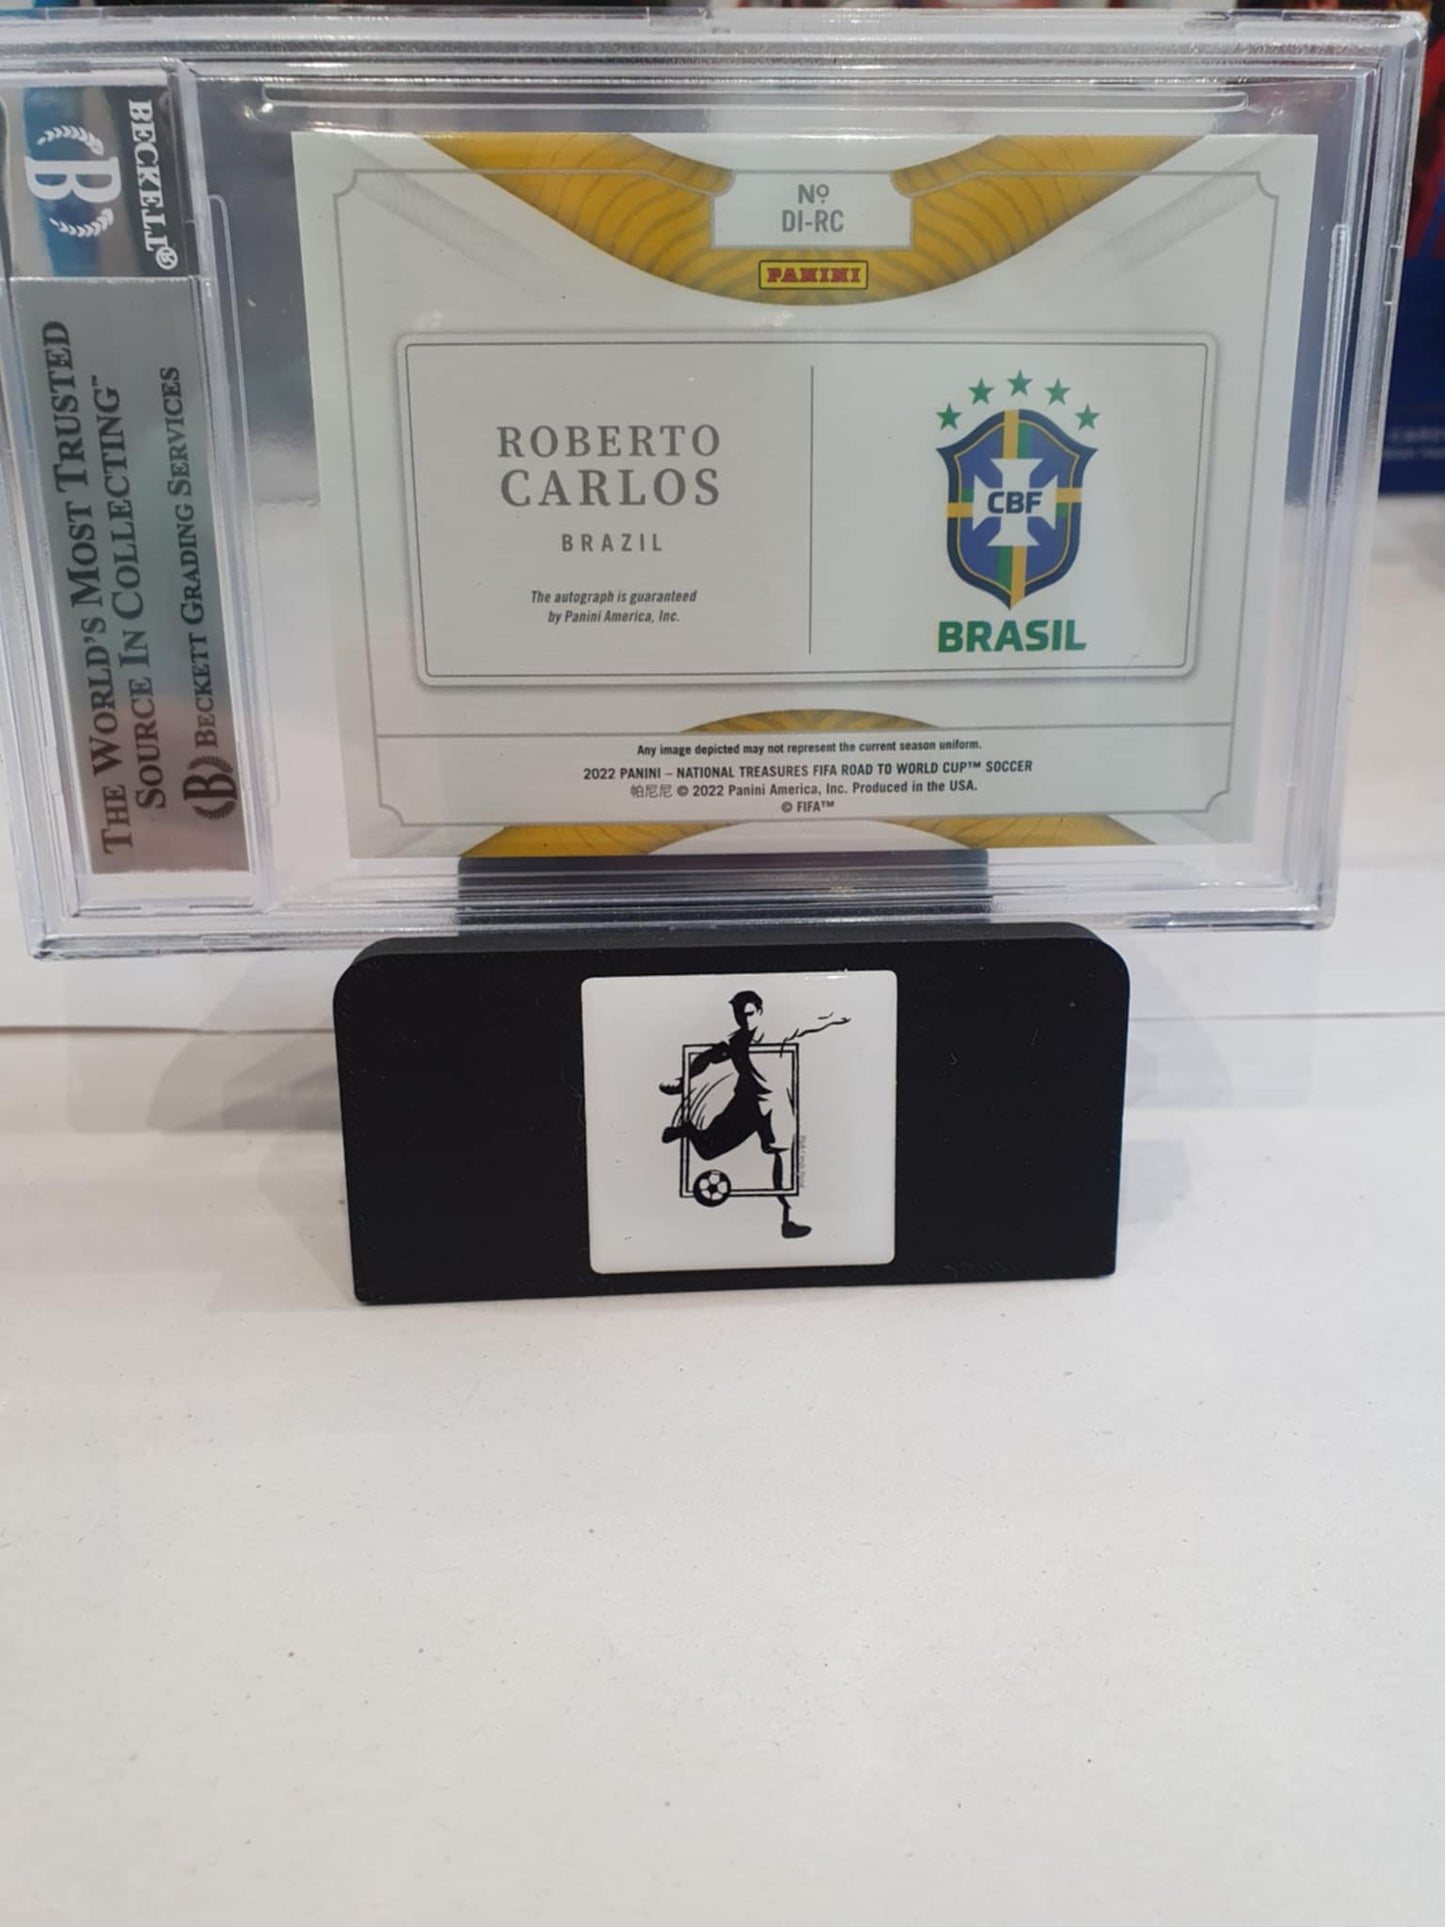 BECKETT®
B
THE WORLD'S MOST TRUSTED
SOURCE IN COLLECTING™
B BECKETT GRADING SERVICES
Nº
DI-RC
PANINI
ROBERTO
CARLOS
BRAZIL
The autograph is guaranteed
by Panini America, Inc.
CBF
BRASIL
Any image depicted may not represent the current season uniform.
2022 PANINI – NATIONAL TREASURES FIFA ROAD TO WORLD CUP™ SOCCER
帕尼尼 © 2022 Panini America, Inc. Produced in the USA.
© FIFA™